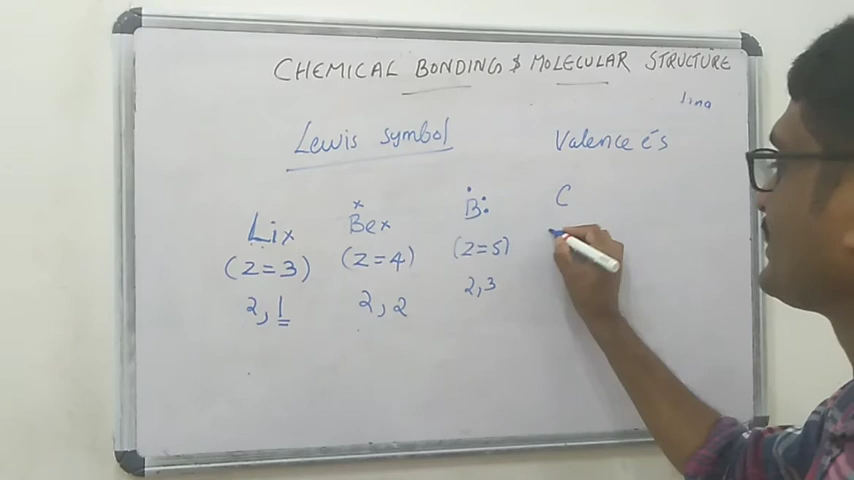 CHEMICAL BONDING & MOLECULAR STRUCTURE
Lewis symbol
Valence e⁻s
Li x
x
Be x
B
C
(Z=3)
(Z=4)
(Z=5)
2,1
2,2
2,3